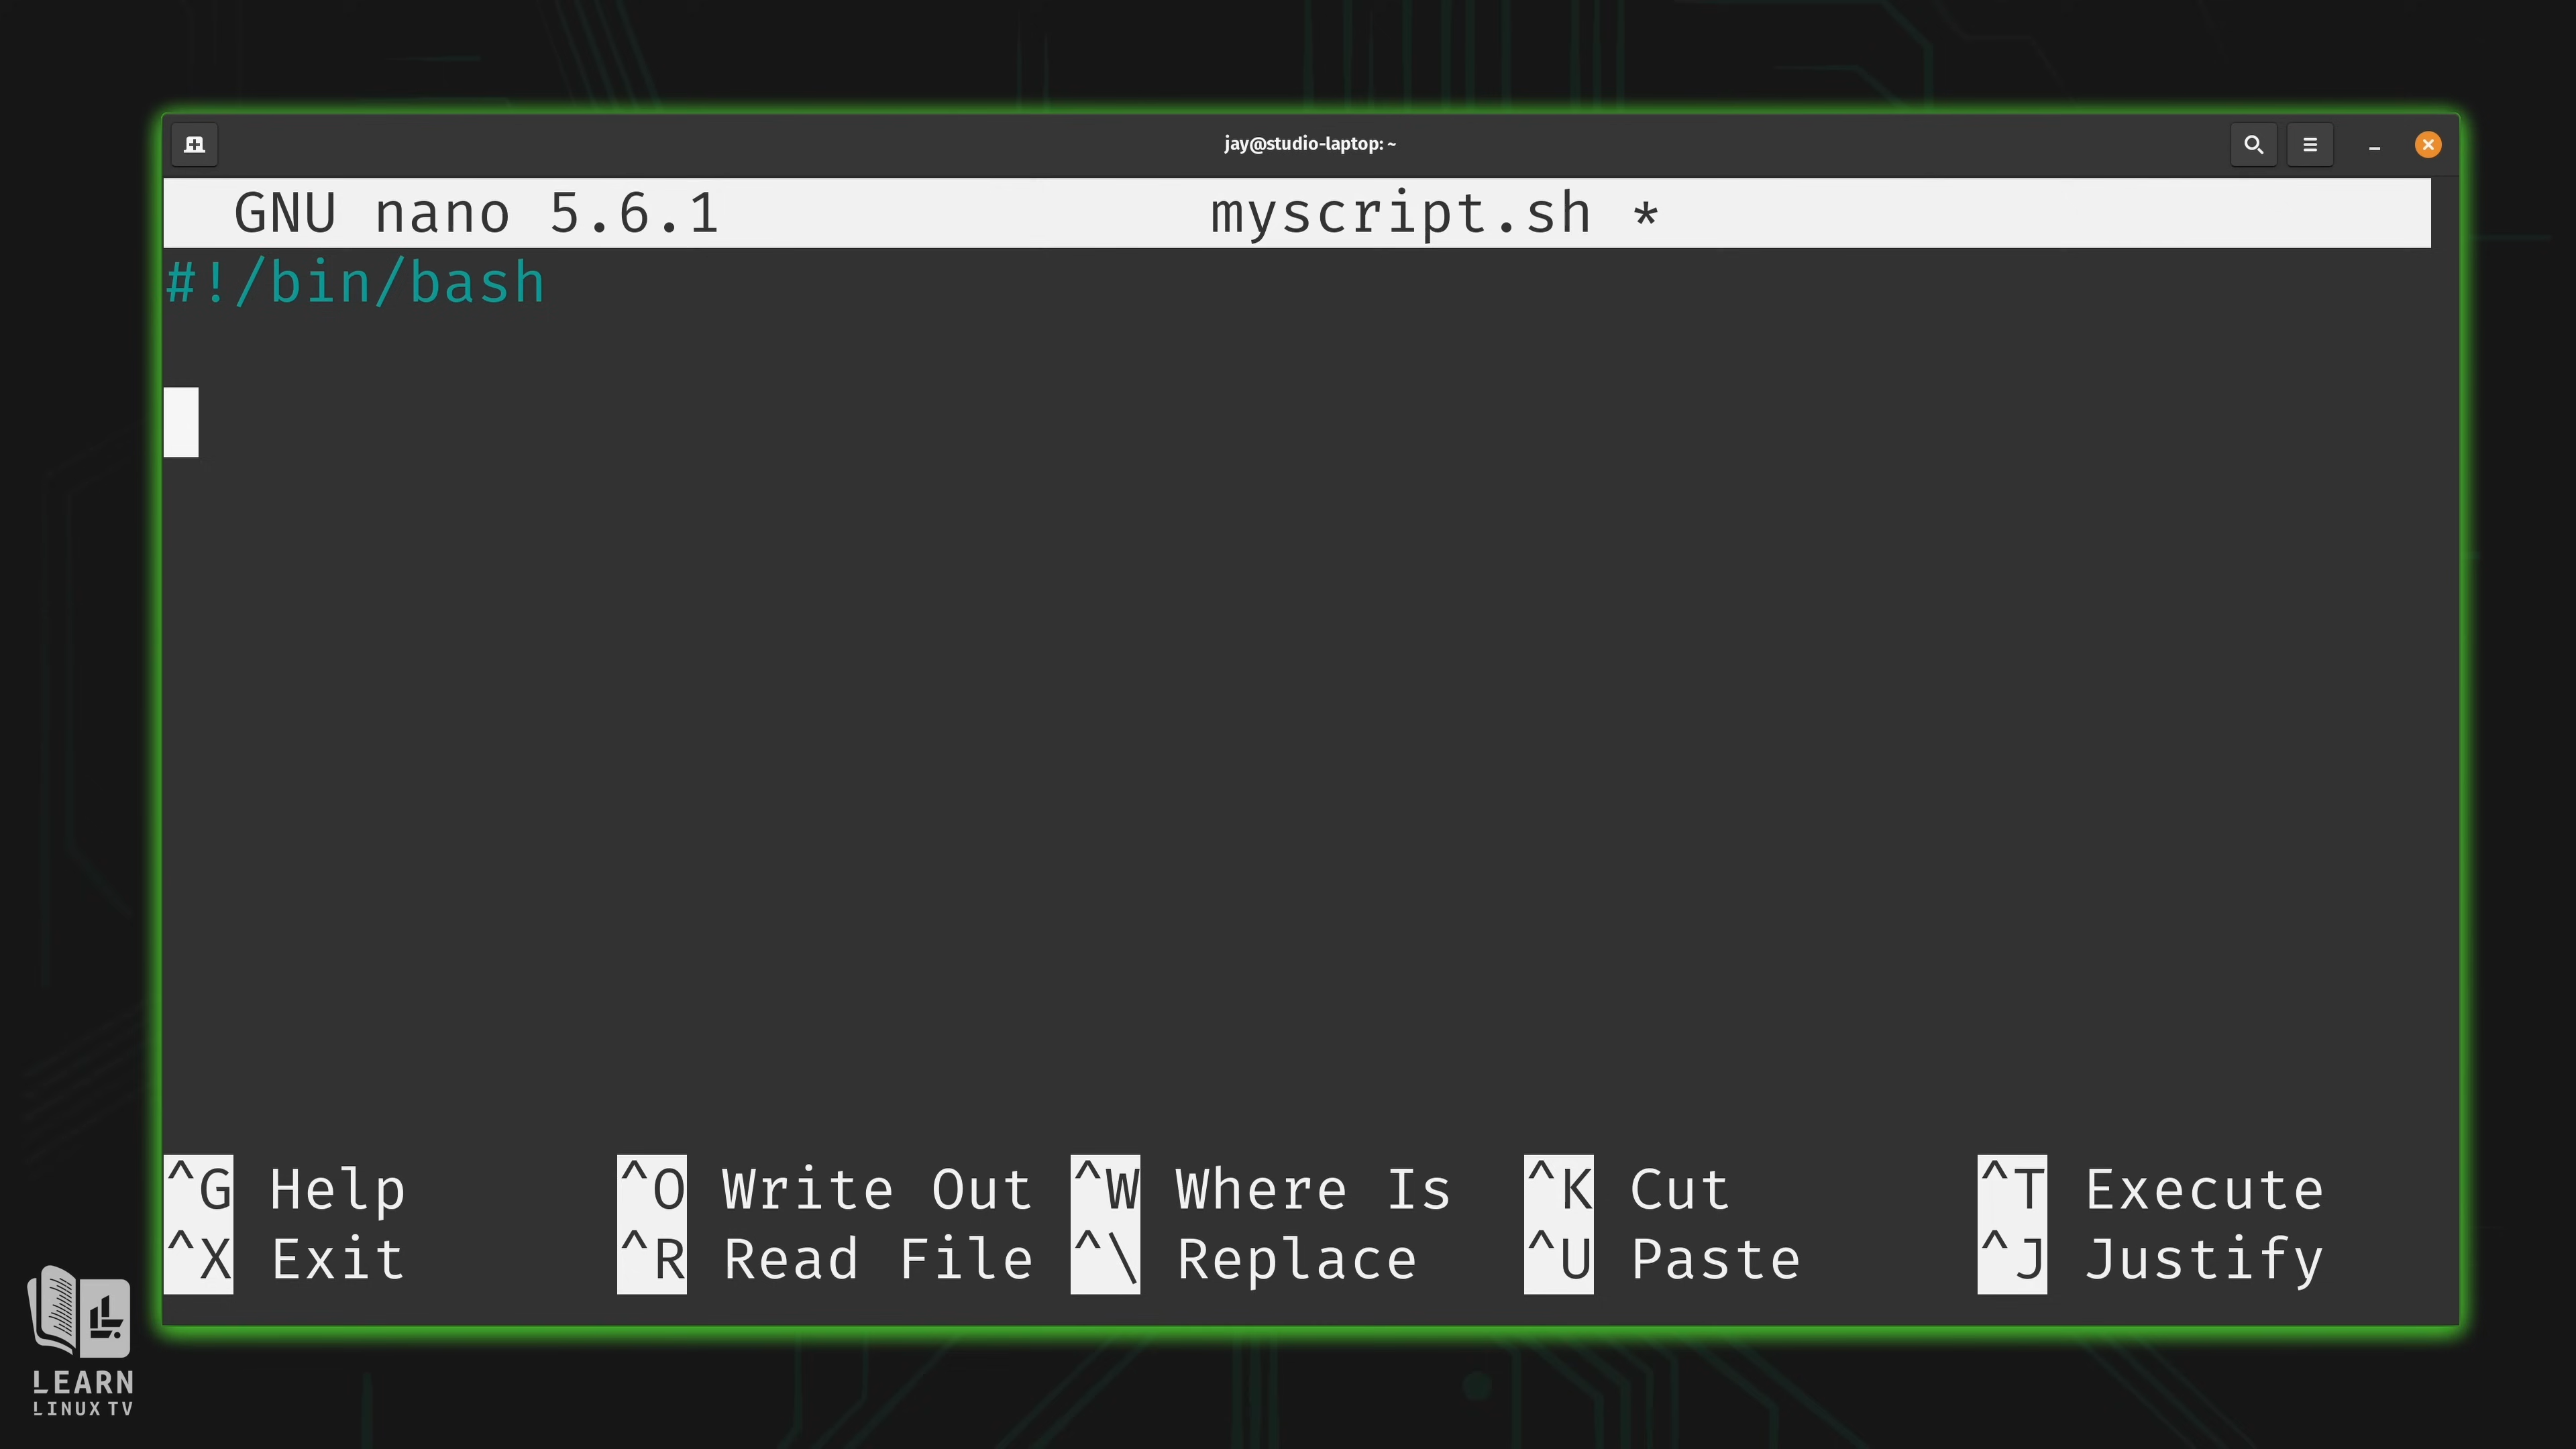 jay@studio-laptop: ~
GNU nano 5.6.1 myscript.sh *
#!/bin/bash
^G Help ^O Write Out ^W Where Is ^K Cut ^T Execute
^X Exit ^R Read File ^\ Replace ^U Paste ^J Justify
LEARN
LINUX TV